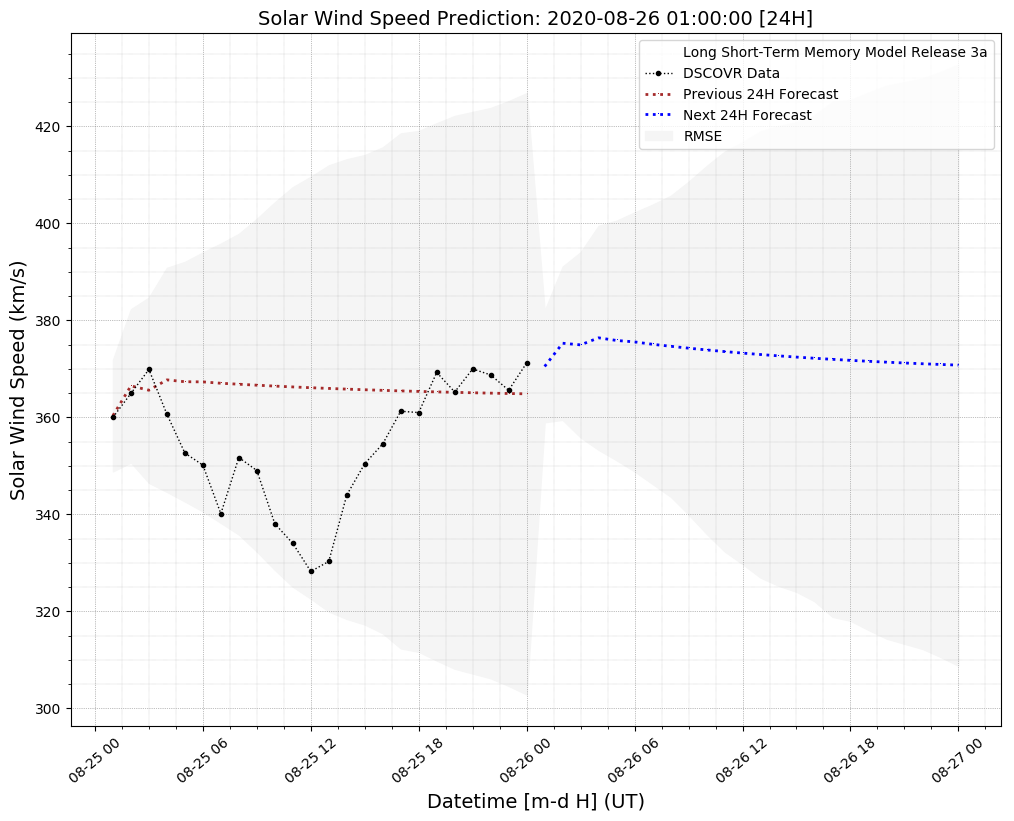 Solar Wind Speed Prediction: 2020-08-26 01:00:00 [24H]
Long Short-Term Memory Model Release 3a
DSCOVR Data
Previous 24H Forecast
Next 24H Forecast
RMSE
Solar Wind Speed (km/s)
420
400
380
360
340
320
300
08-25 00
08-25 06
08-25 12
08-25 18
08-26 00
08-26 06
08-26 12
08-26 18
08-27 00
Datetime [m-d H] (UT)